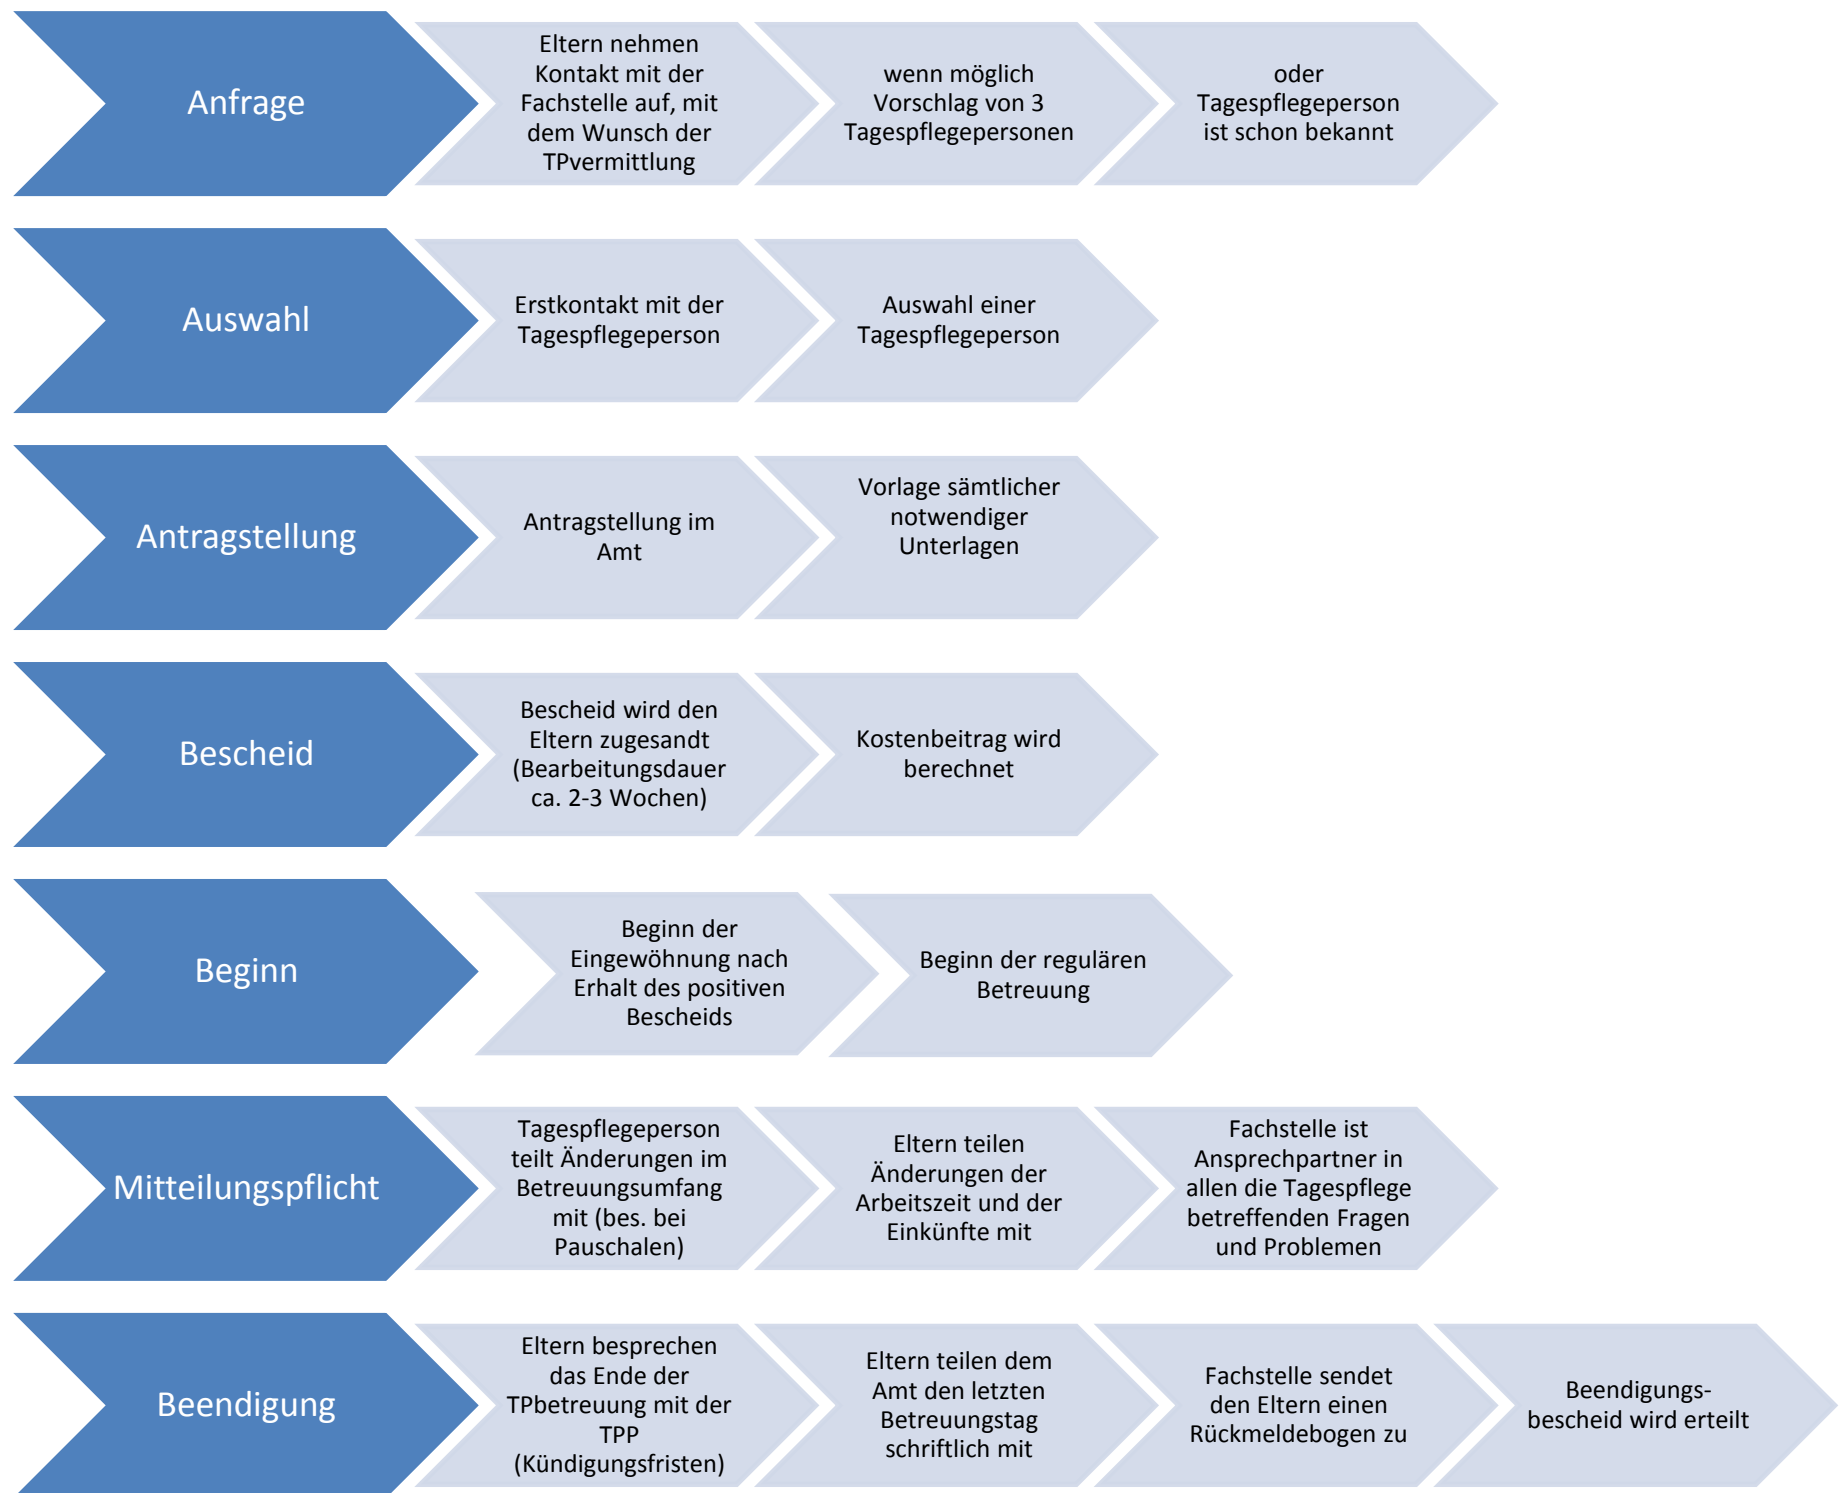 Anfrage
Eltern nehmen
Kontakt mit der
Fachstelle auf, mit
dem Wunsch der
TPvermittlung
wenn möglich
Vorschlag von 3
Tagespflegepersonen
oder
Tagespflegeperson
ist schon bekannt
Auswahl
Erstkontakt mit der
Tagespflegeperson
Auswahl einer
Tagespflegeperson
Antragstellung
Antragstellung im
Amt
Vorlage sämtlicher
notwendiger
Unterlagen
Bescheid
Bescheid wird den
Eltern zugesandt
(Bearbeitungsdauer
ca. 2-3 Wochen)
Kostenbeitrag wird
berechnet
Beginn
Beginn der
Eingewöhnung nach
Erhalt des positiven
Bescheids
Beginn der regulären
Betreuung
Mitteilungspflicht
Tagespflegeperson
teilt Änderungen im
Betreuungsumfang
mit (bes. bei
Pauschalen)
Eltern teilen
Änderungen der
Arbeitszeit und der
Einkünfte mit
Fachstelle ist
Ansprechpartner in
allen die Tagespflege
betreffenden Fragen
und Problemen
Beendigung
Eltern besprechen
das Ende der
TPbetreuung mit der
TPP
(Kündigungsfristen)
Eltern teilen dem
Amt den letzten
Betreuungstag
schriftlich mit
Fachstelle sendet
den Eltern einen
Rückmeldebogen zu
Beendigungs-
bescheid wird erteilt